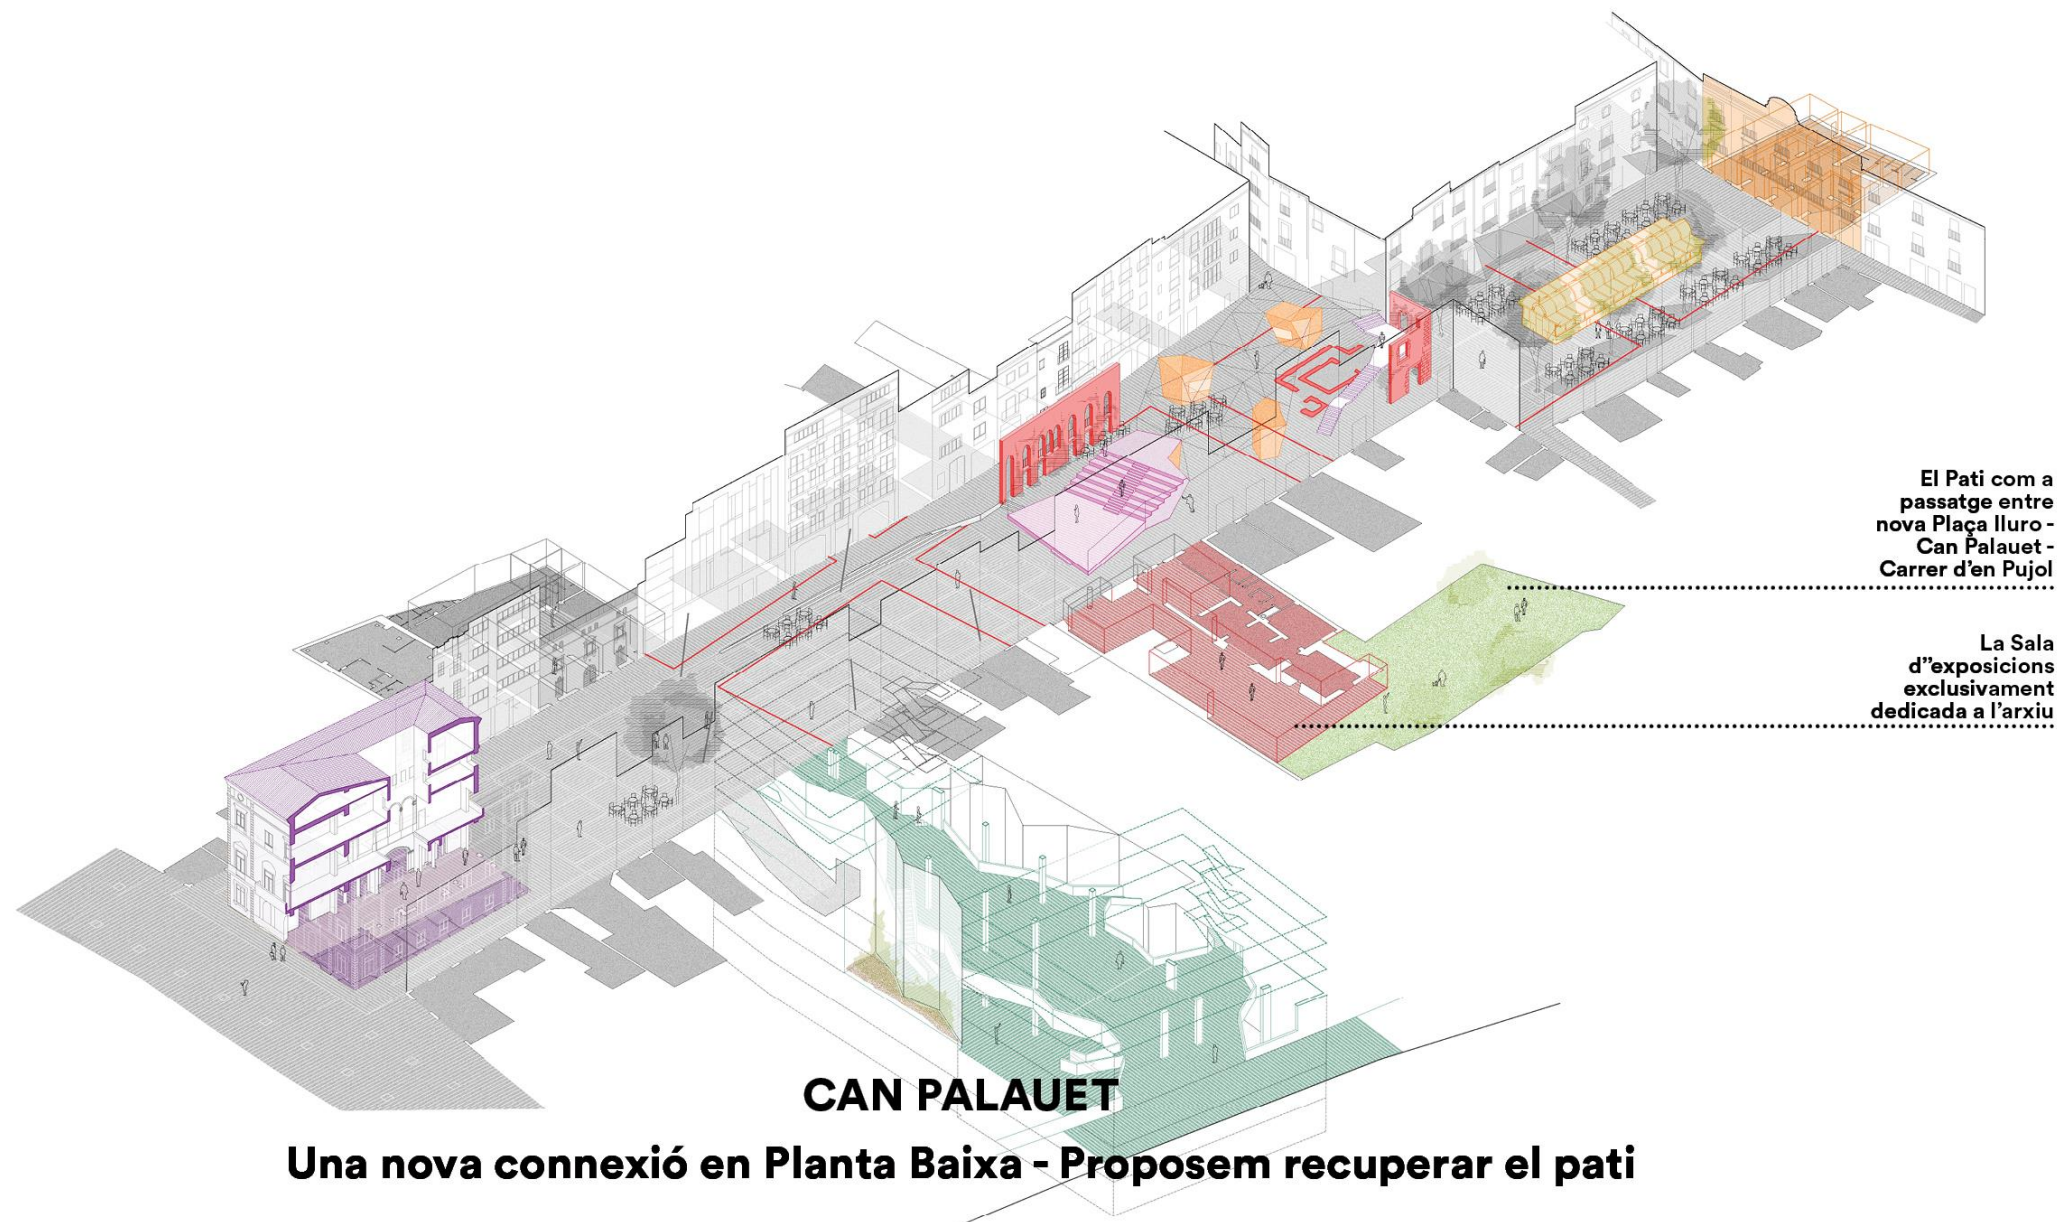 El Pati com a
passatge entre
nova Plaça Iluro -
Can Palauet -
Carrer d'en Pujol
La Sala
d''exposicions
exclusivament
dedicada a l'arxiu
CAN PALAUET
Una nova connexió en Planta Baixa - Proposem recuperar el pati